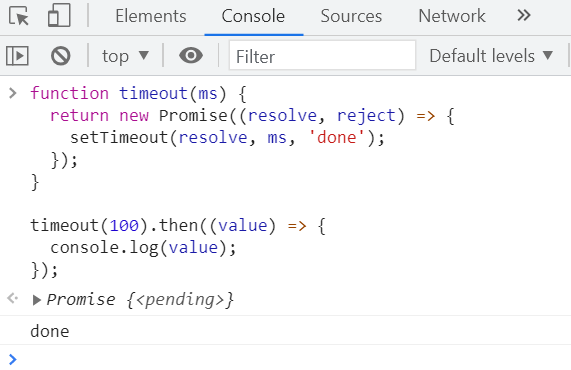 Elements Console Sources Network
top Filter Default levels
function timeout(ms) {
  return new Promise((resolve, reject) => {
    setTimeout(resolve, ms, 'done');
  });
}

timeout(100).then((value) => {
  console.log(value);
});
Promise {<pending>}
done